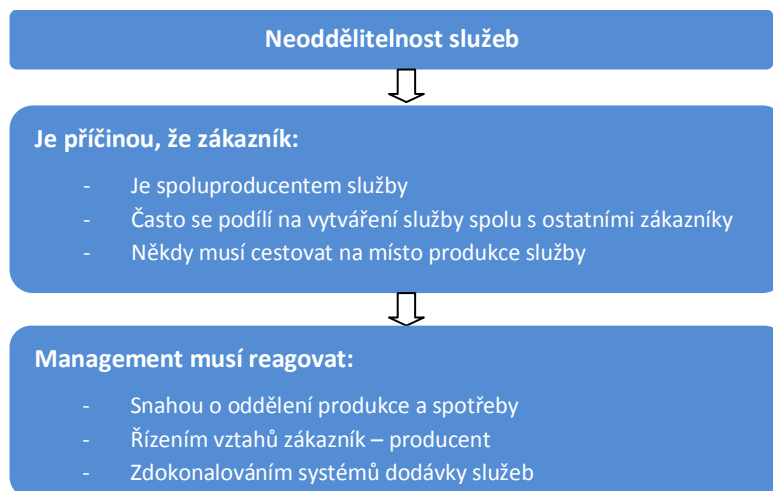 Neoddělitelnost služeb
Je příčinou, že zákazník:
- Je spoluproducentem služby
- Často se podílí na vytváření služby spolu s ostatními zákazníky
- Někdy musí cestovat na místo produkce služby
Management musí reagovat:
- Snahou o oddělení produkce a spotřeby
- Řízením vztahů zákazník – producent
- Zdokonalováním systémů dodávky služeb